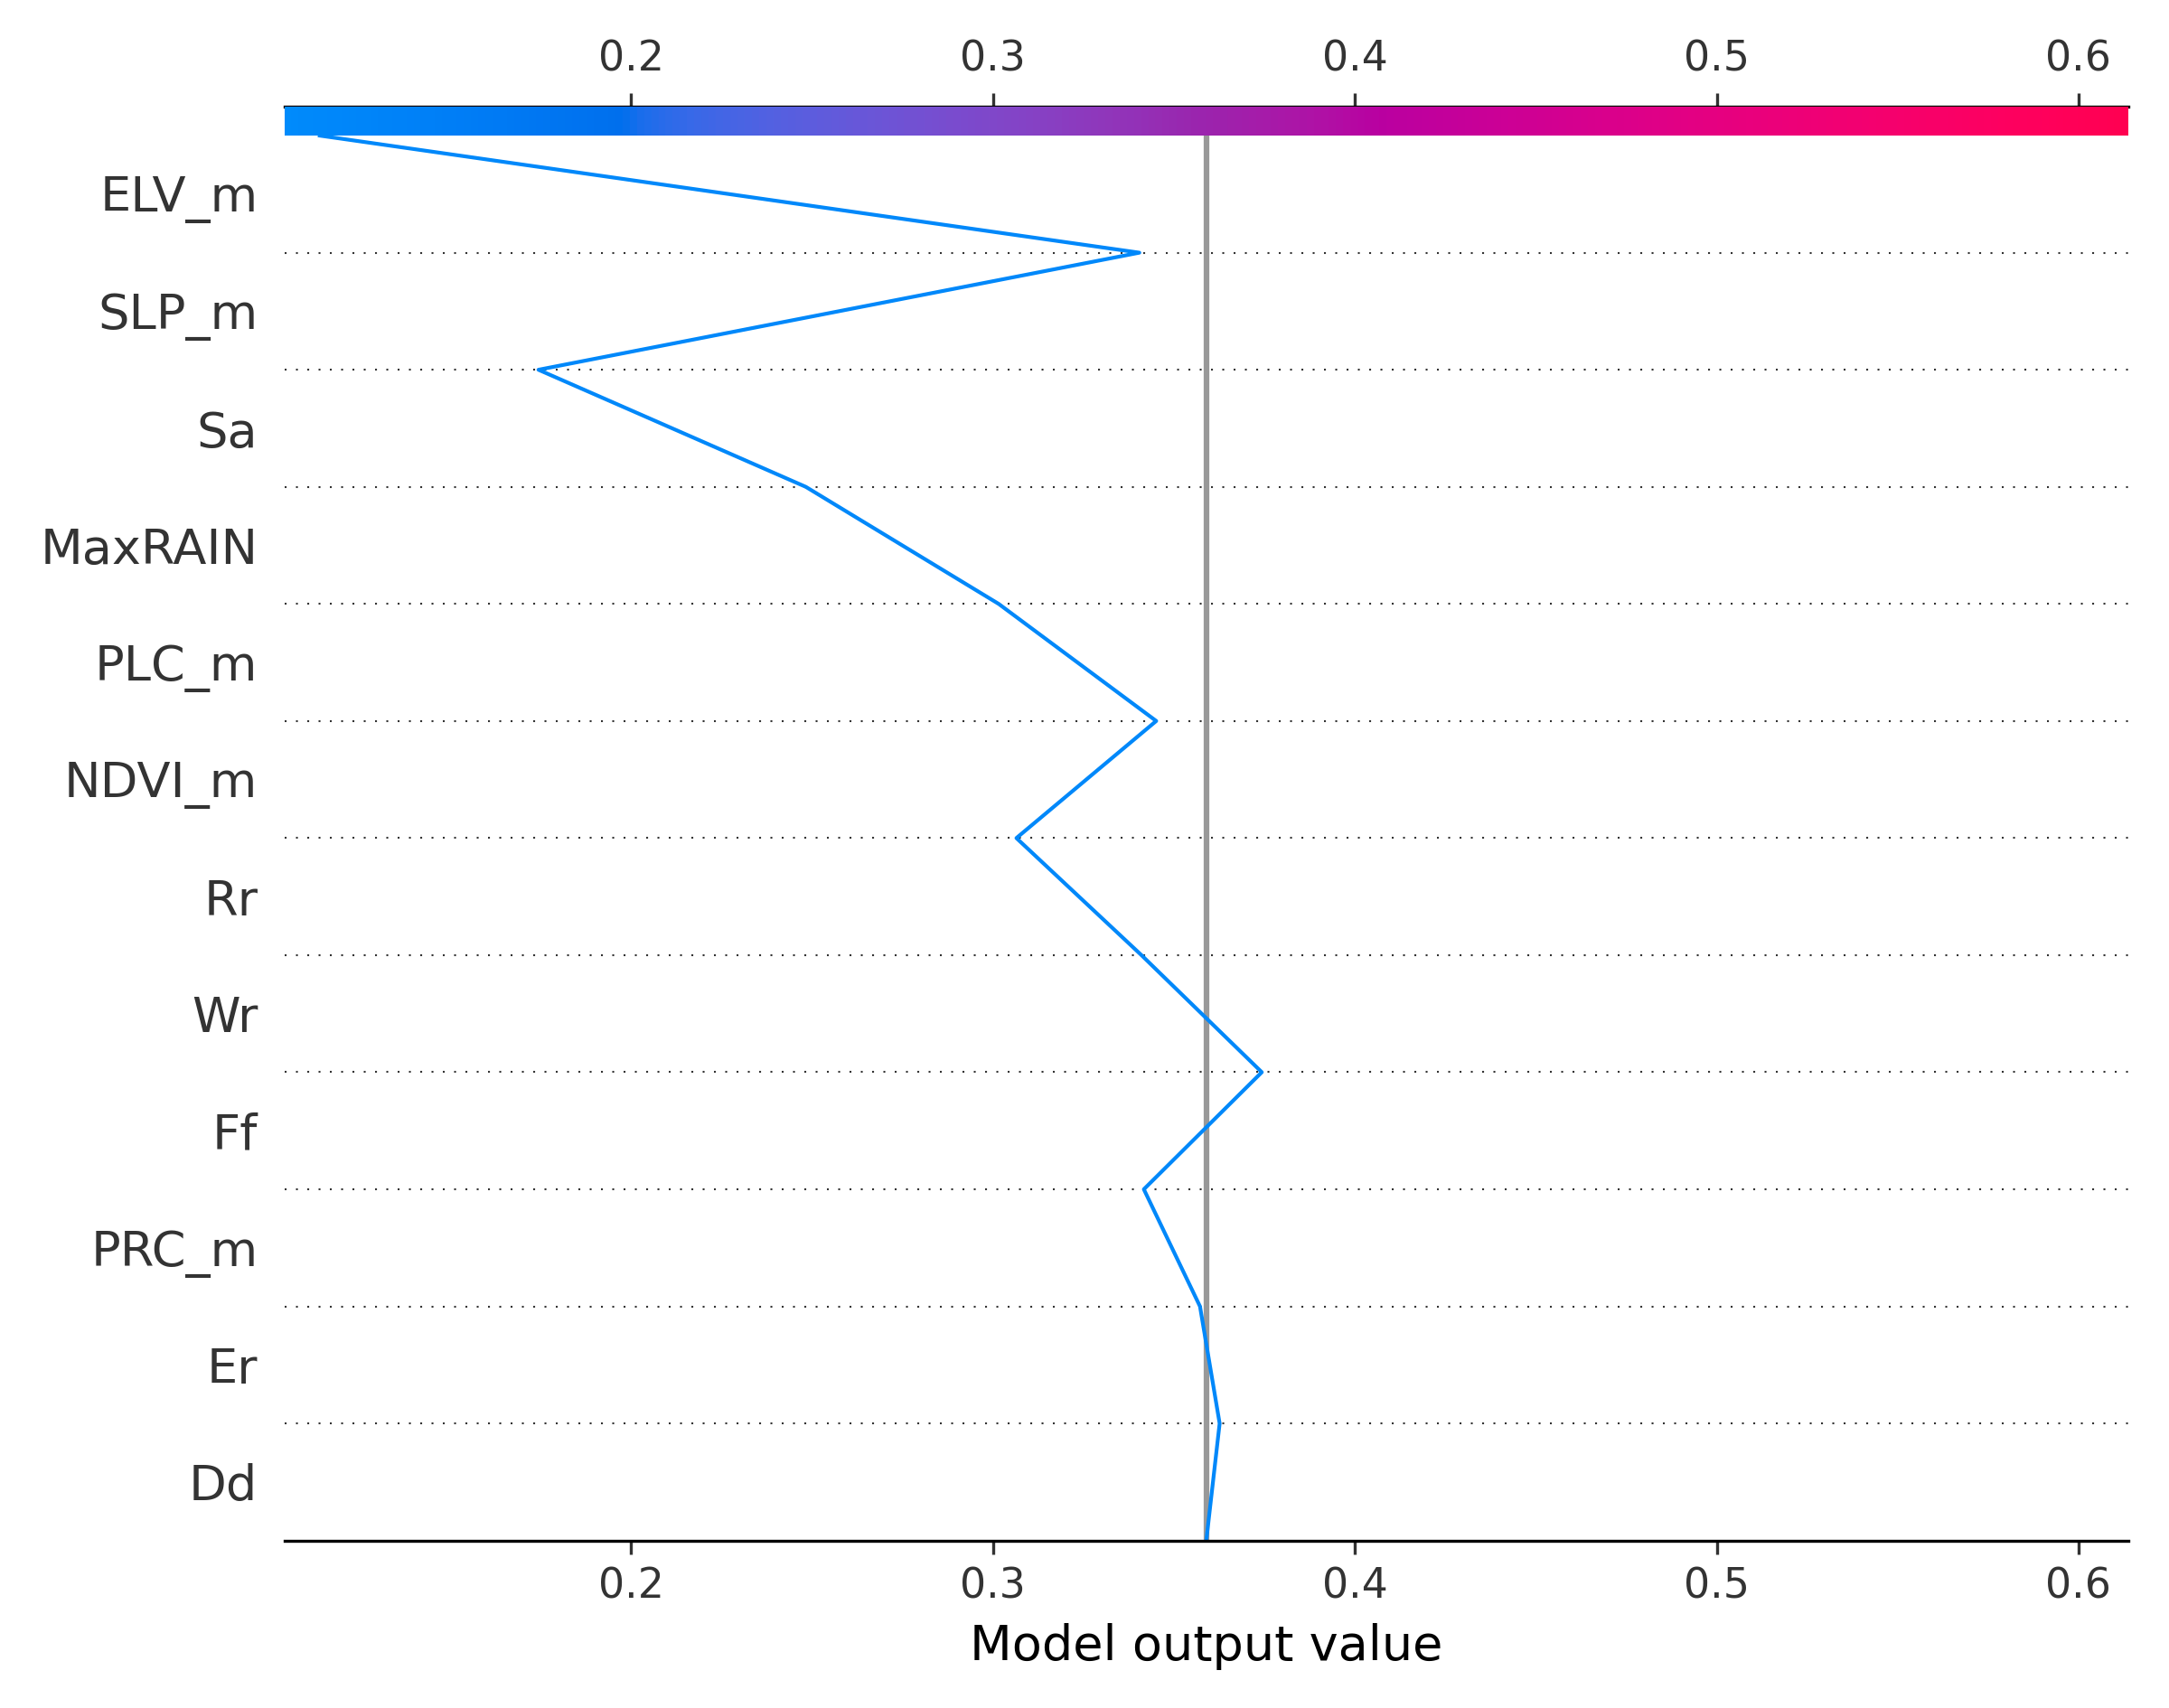 0.2 0.3 0.4 0.5 0.6
ELV_m
SLP_m
Sa
MaxRAIN
PLC_m
NDVI_m
Rr
Wr
Ff
PRC_m
Er
Dd
0.2 0.3 0.4 0.5 0.6
Model output value